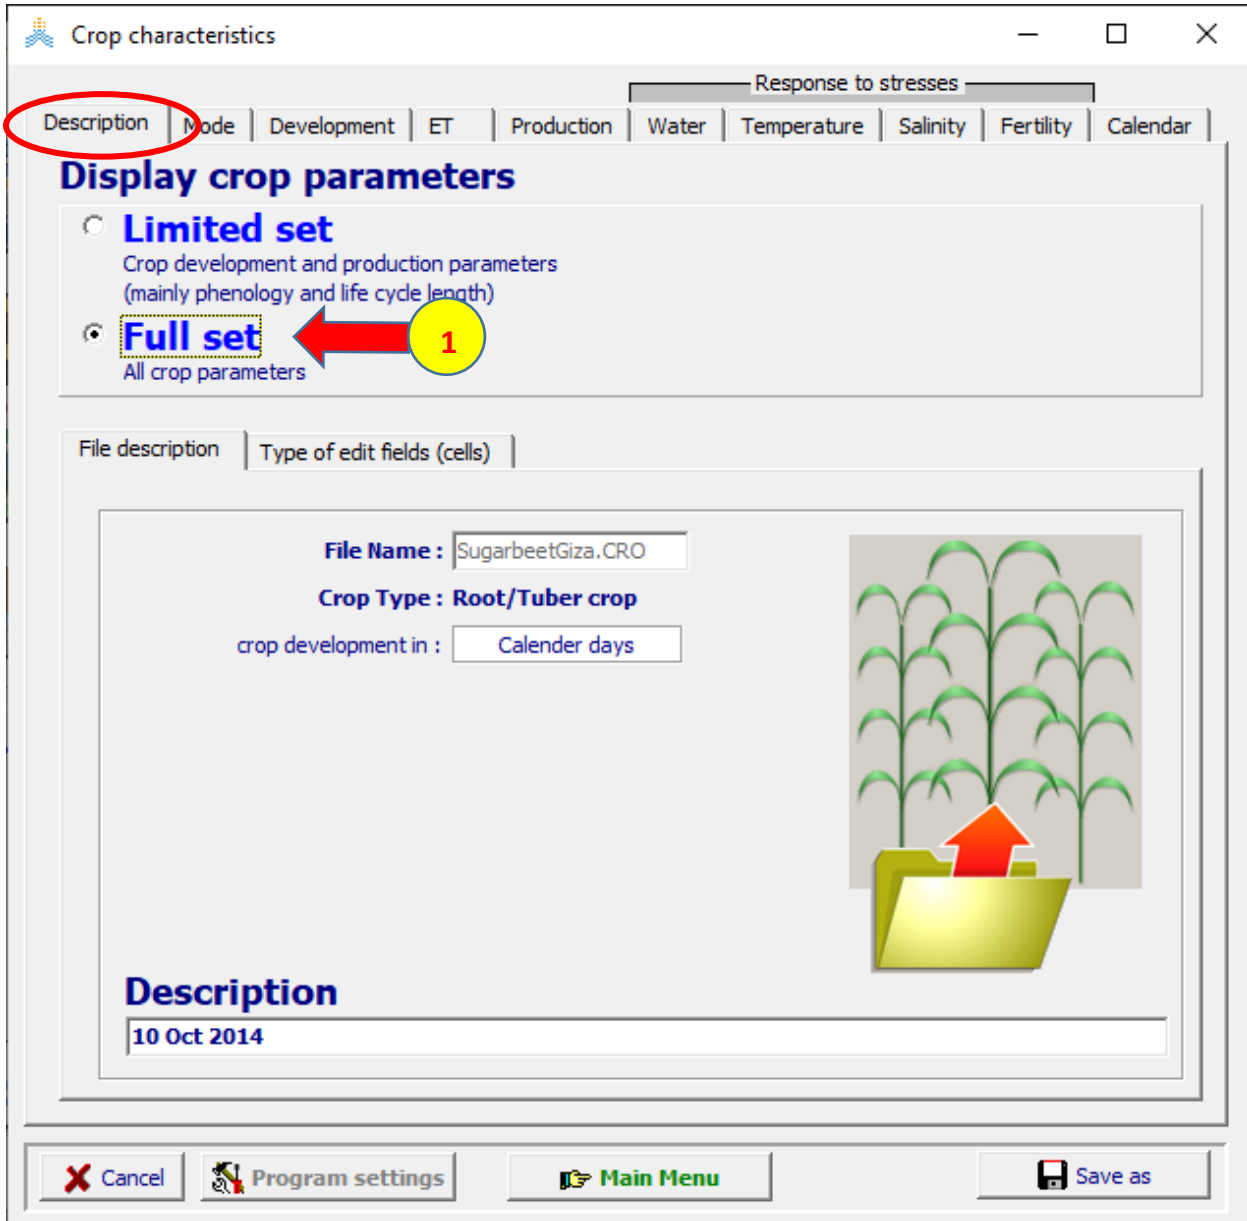 Crop characteristics
Response to stresses
Description Mode Development ET Production Water Temperature Salinity Fertility Calendar
Display crop parameters
Limited set
Crop development and production parameters
(mainly phenology and life cycle length)
Full set
1
All crop parameters
File description Type of edit fields (cells)
File Name : SugarbeetGiza.CRO
Crop Type : Root/Tuber crop
crop development in : Calender days
Description
10 Oct 2014
Cancel Program settings Main Menu Save as